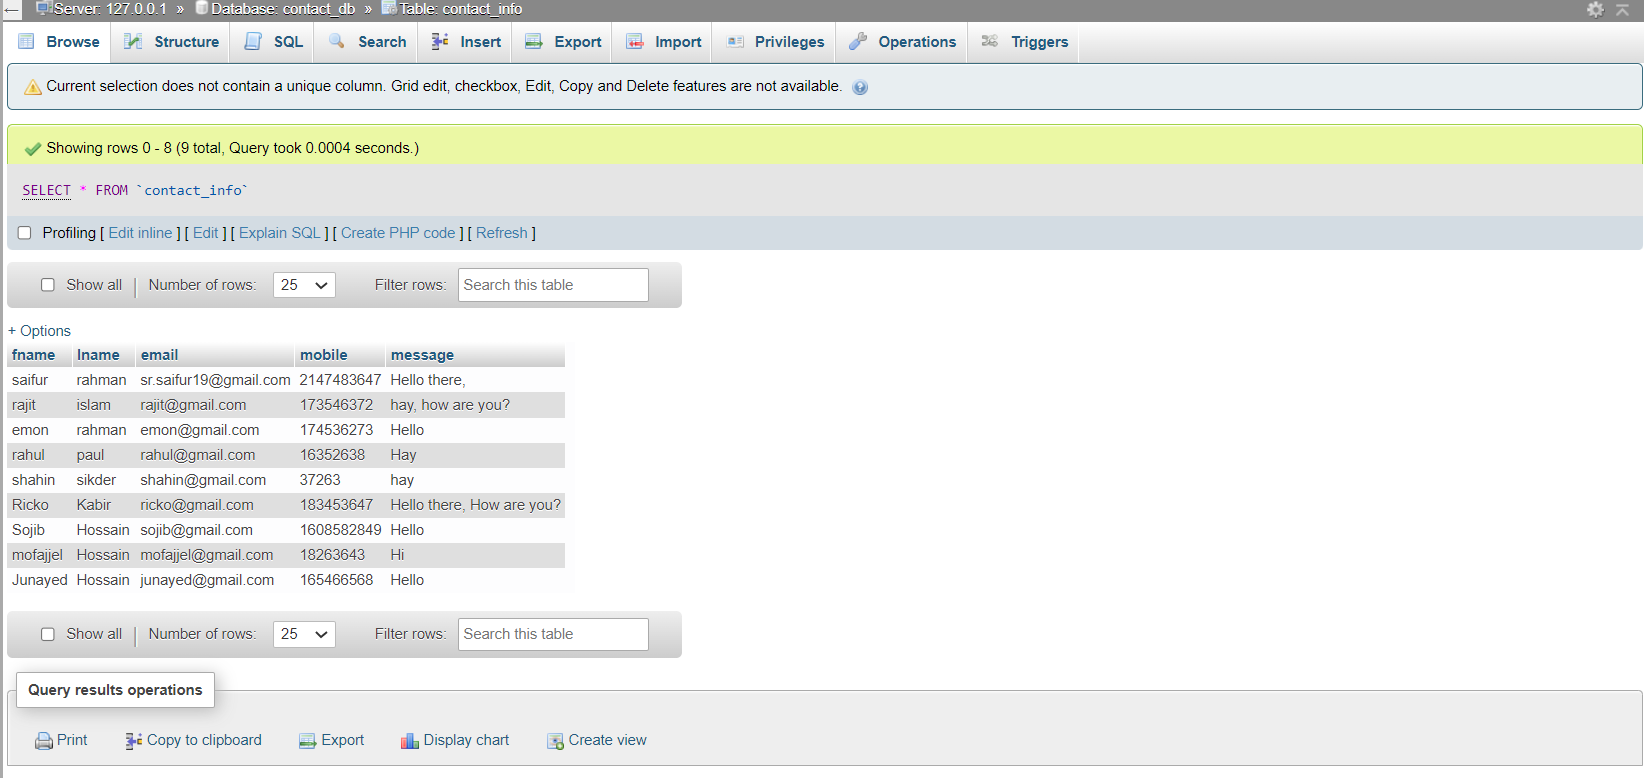 Server: 127.0.0.1 » Database: contact_db » Table: contact_info
Browse Structure SQL Search Insert Export Import Privileges Operations Triggers
Current selection does not contain a unique column. Grid edit, checkbox, Edit, Copy and Delete features are not available.
Showing rows 0 - 8 (9 total, Query took 0.0004 seconds.)
SELECT * FROM `contact_info`
Profiling [ Edit inline ] [ Edit ] [ Explain SQL ] [ Create PHP code ] [ Refresh ]
Show all | Number of rows: 25 Filter rows: Search this table
+ Options
fname lname email mobile message
saifur rahman sr.saifur19@gmail.com 2147483647 Hello there,
rajit islam rajit@gmail.com 173546372 hay, how are you?
emon rahman emon@gmail.com 174536273 Hello
rahul paul rahul@gmail.com 16352638 Hay
shahin sikder shahin@gmail.com 37263 hay
Ricko Kabir ricko@gmail.com 183453647 Hello there, How are you?
Sojib Hossain sojib@gmail.com 1608582849 Hello
mofajjel Hossain mofajjel@gmail.com 18263643 Hi
Junayed Hossain junayed@gmail.com 165466568 Hello
Show all | Number of rows: 25 Filter rows: Search this table
Query results operations
Print Copy to clipboard Export Display chart Create view